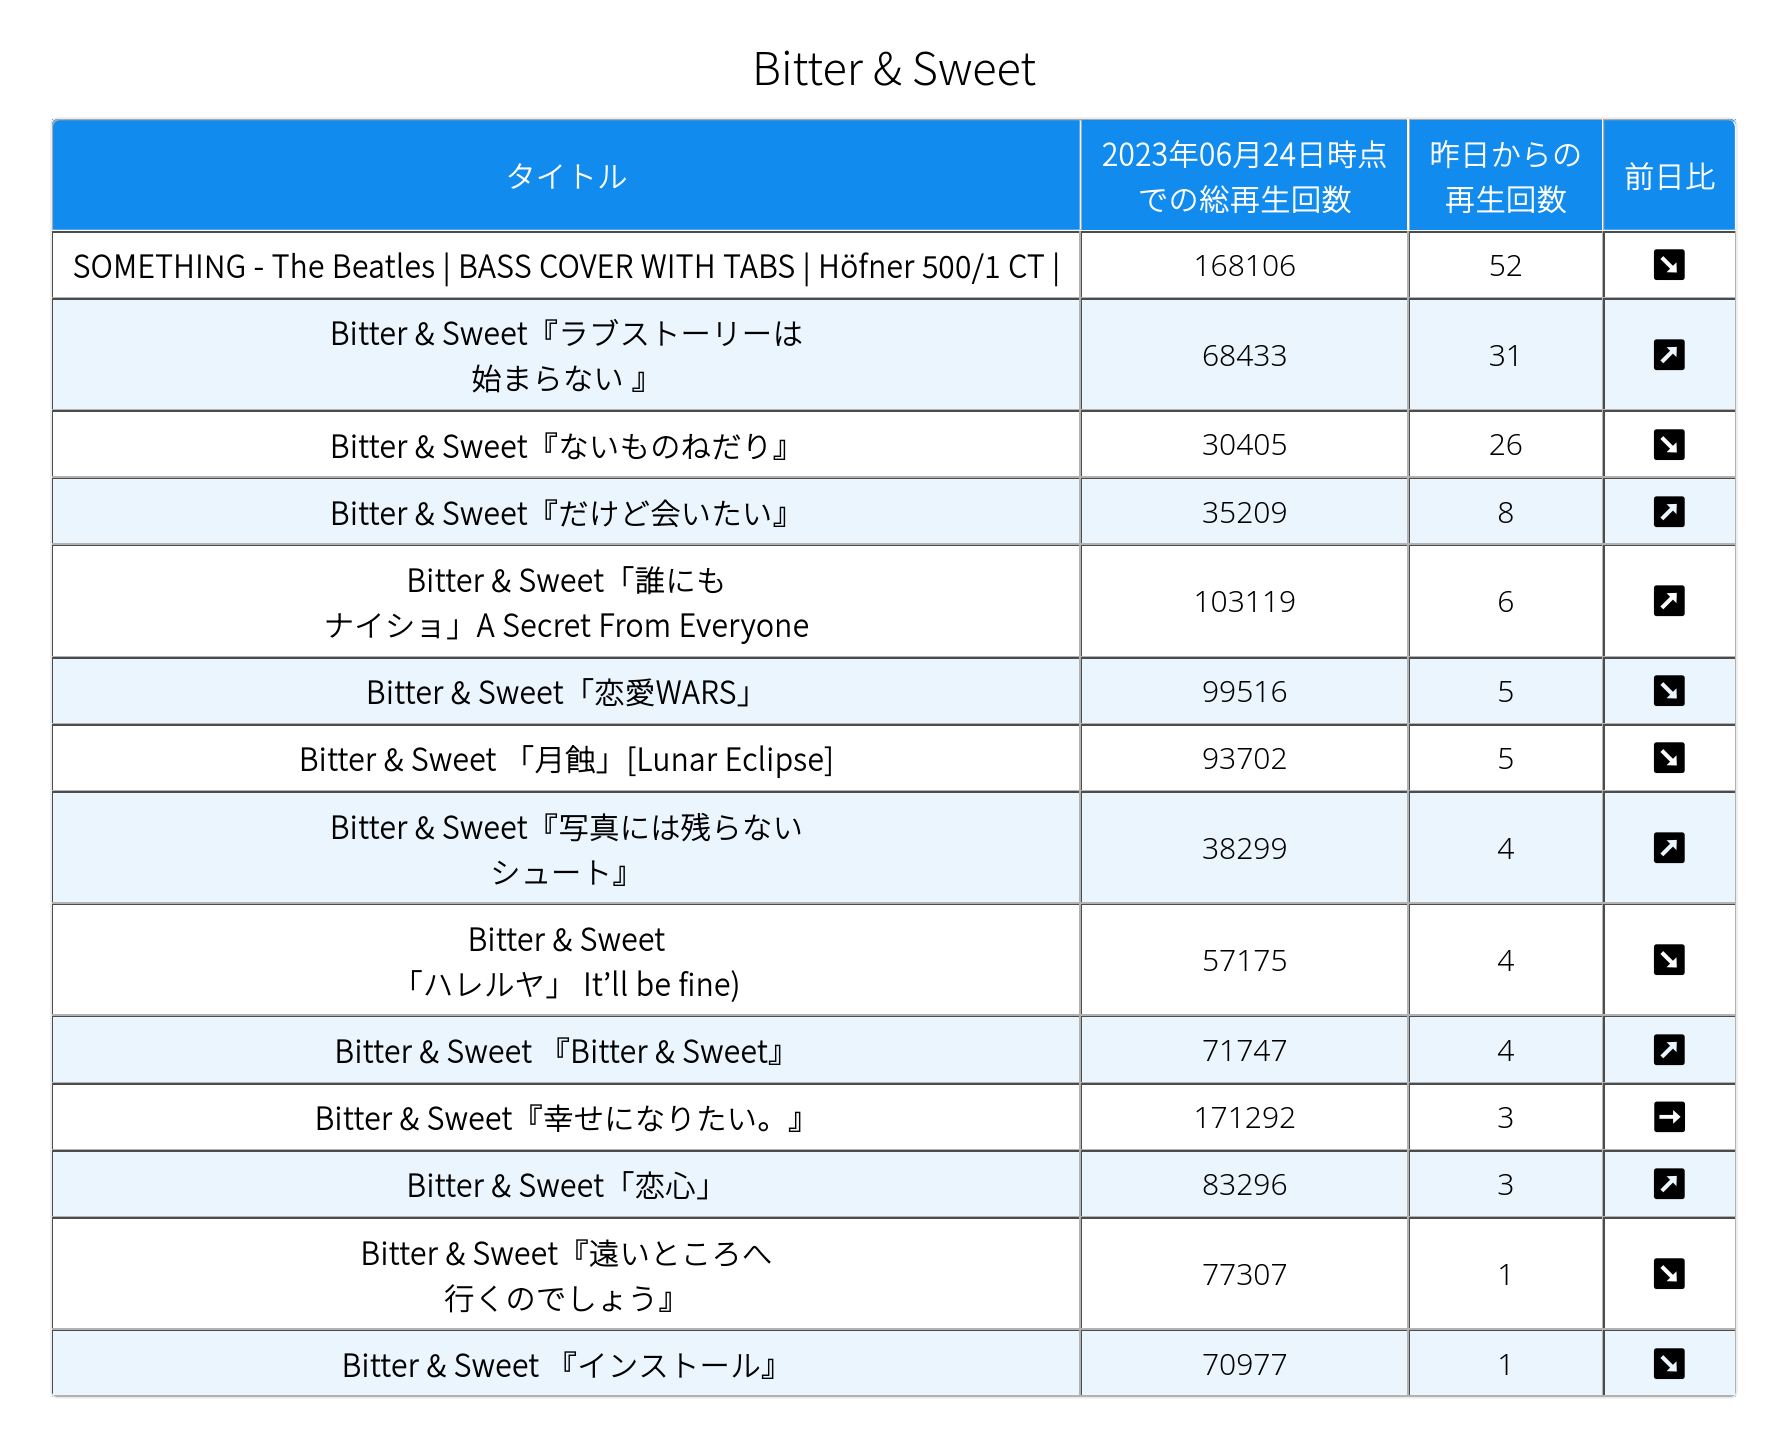 Bitter & Sweet
タイトル
2023年06月24日時点
での総再生回数
昨日からの
再生回数
前日比
SOMETHING - The Beatles | BASS COVER WITH TABS | Höfner 500/1 CT |
168106
52
Bitter & Sweet『ラブストーリーは
始まらない 』
68433
31
Bitter & Sweet『ないものねだり』
30405
26
Bitter & Sweet『だけど会いたい』
35209
8
Bitter & Sweet「誰にも
ナイショ」A Secret From Everyone
103119
6
Bitter & Sweet「恋愛WARS」
99516
5
Bitter & Sweet 「月蝕」[Lunar Eclipse]
93702
5
Bitter & Sweet『写真には残らない
シュート』
38299
4
Bitter & Sweet
「ハレルヤ」 It’ll be fine)
57175
4
Bitter & Sweet 『Bitter & Sweet』
71747
4
Bitter & Sweet『幸せになりたい。』
171292
3
Bitter & Sweet「恋心」
83296
3
Bitter & Sweet『遠いところへ
行くのでしょう』
77307
1
Bitter & Sweet 『インストール』
70977
1